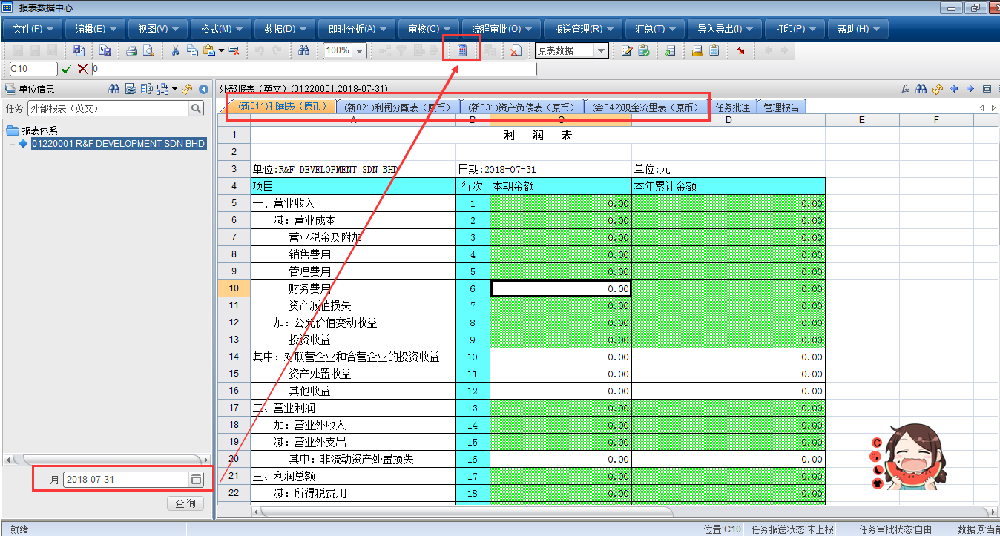 报表数据中心
文件(F) 编辑(E) 视图(V) 格式(M) 数据(D) 即时分析(A) 审核(C) 流程审批(O) 报送管理(R) 汇总(T) 导入导出(I) 打印(P) 帮助(H)
100% 原表数据
C10 0
单位信息
任务 外部报表（英文）
报表体系
01220001 R&F DEVELOPMENT SDN BHD
月 2018-07-31
查 询
外部报表（英文）(01220001.2018-07-31)
(新011)利润表（原币） (新021)利润分配表（原币） (新031)资产负债表（原币） (会042)现金流量表（原币） 任务批注 管理报告
A B C D E F
1 利 润 表
2
3 单位:R&F DEVELOPMENT SDN BHD 日期:2018-07-31 单位:元
4 项目 行次 本期金额 本年累计金额
5 一、营业收入 1 0.00 0.00
6 减：营业成本 2 0.00 0.00
7 营业税金及附加 3 0.00 0.00
8 销售费用 4 0.00 0.00
9 管理费用 5 0.00 0.00
10 财务费用 6 0.00 0.00
11 资产减值损失 7 0.00 0.00
12 加：公允价值变动收益 8 0.00 0.00
13 投资收益 9 0.00 0.00
14 其中：对联营企业和合营企业的投资收益 10 0.00 0.00
15 资产处置收益 11 0.00 0.00
16 其他收益 12 0.00 0.00
17 二、营业利润 13 0.00 0.00
18 加：营业外收入 14 0.00 0.00
19 减：营业外支出 15 0.00 0.00
20 其中：非流动资产处置损失 16 0.00 0.00
21 三、利润总额 17 0.00 0.00
22 减：所得税费用 18 0.00 0.00
就绪 位置:C10 任务报送状态:未上报 任务审批状态:自由 数据源:当前